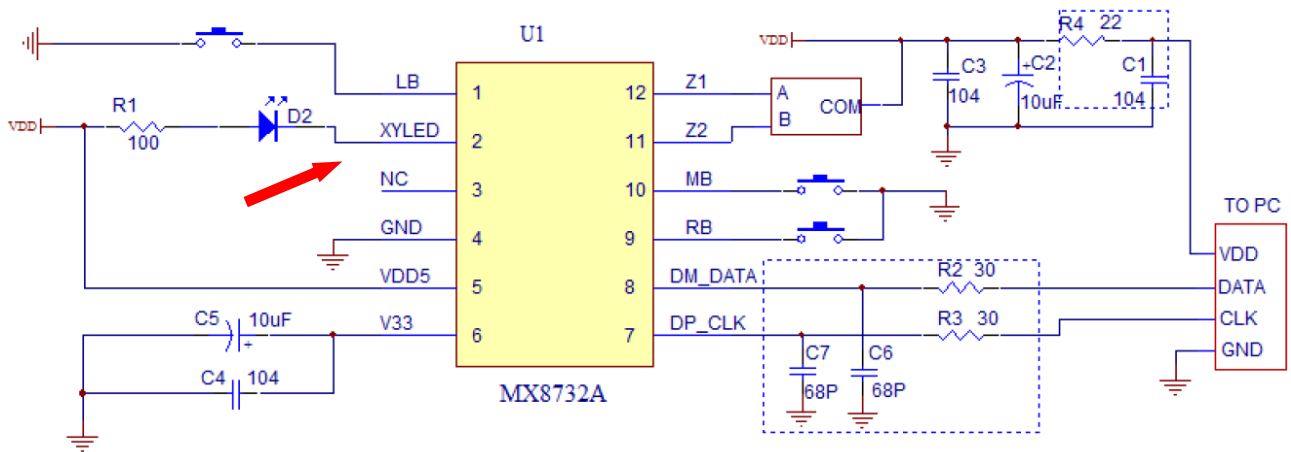 U1
MX8732A
LB
1
R1
100
VDD
D2
XYLED
2
NC
3
GND
4
VDD5
5
C5
10uF
+
V33
6
C4
104
12
Z1
11
Z2
A
B
COM
VDD
C3
104
+C2
10uF
R4 22
C1
104
10
MB
9
RB
8
DM_DATA
7
DP_CLK
R2 30
R3 30
C7
68P
C6
68P
TO PC
VDD
DATA
CLK
GND